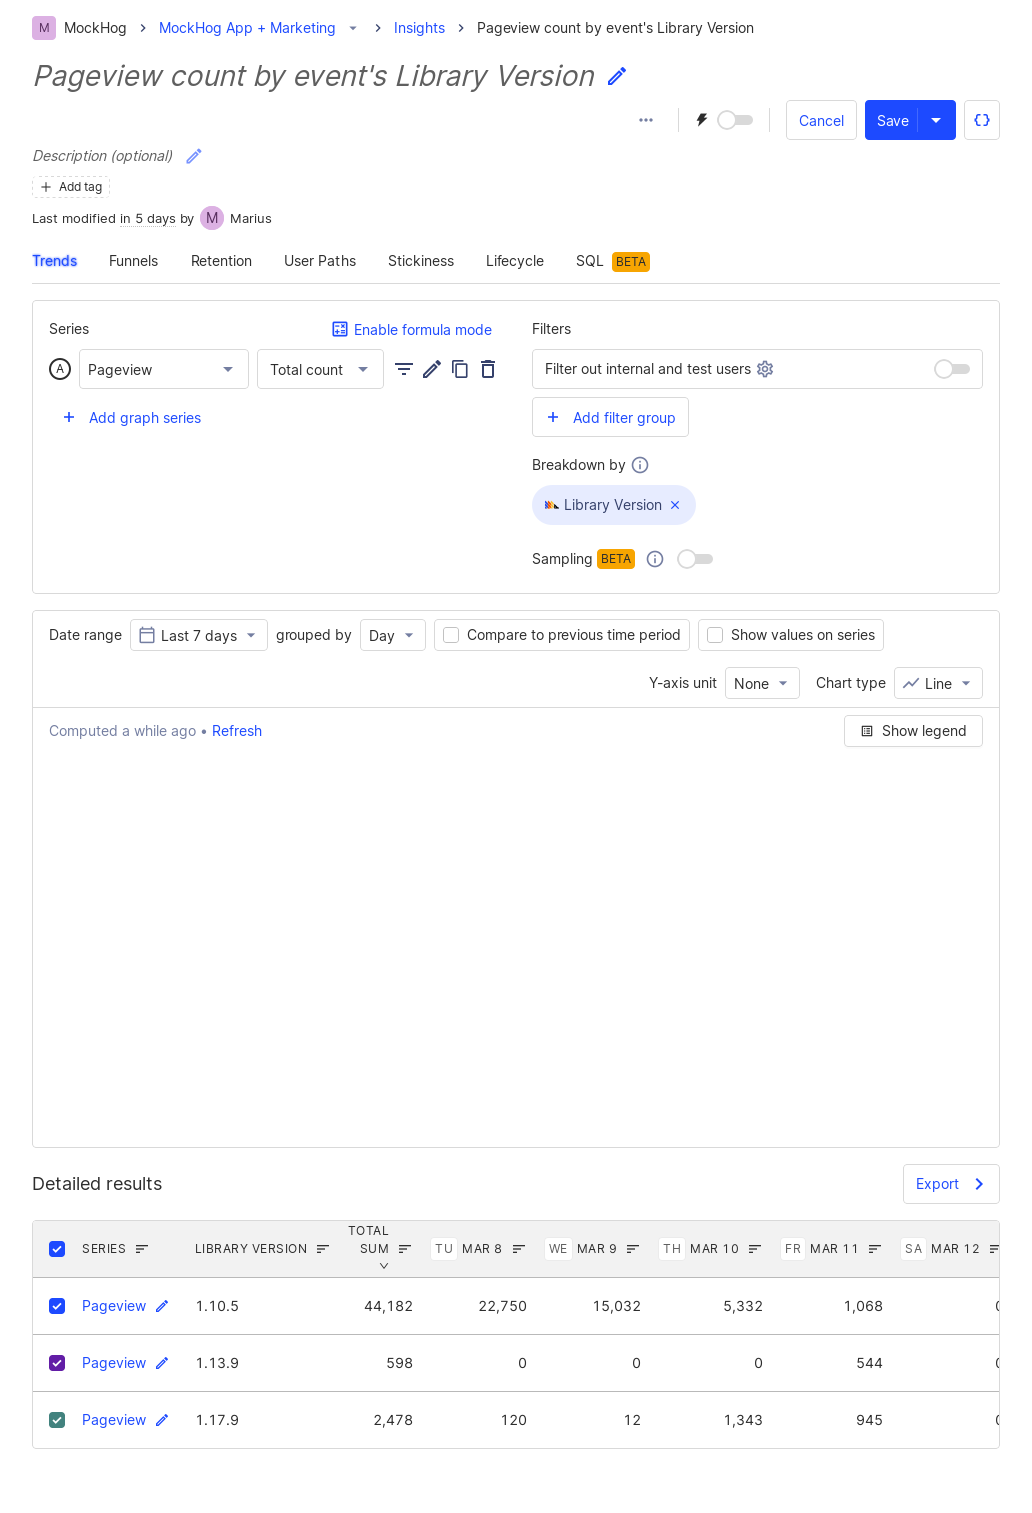 M MockHog MockHog App + Marketing Insights Pageview count by event's Library Version
Pageview count by event's Library Version
Cancel Save
Description (optional)
Add tag
Last modified in 5 days by M Marius
Trends Funnels Retention User Paths Stickiness Lifecycle SQL BETA
Series Enable formula mode Filters
A Pageview Total count Filter out internal and test users
Add graph series Add filter group
Breakdown by
Library Version
Sampling BETA
Date range Last 7 days grouped by Day Compare to previous time period Show values on series
Y-axis unit None Chart type Line
Computed a while ago • Refresh Show legend
Detailed results Export
SERIES LIBRARY VERSION TOTAL SUM TU MAR 8 WE MAR 9 TH MAR 10 FR MAR 11 SA MAR 12
Pageview 1.10.5 44,182 22,750 15,032 5,332 1,068 0
Pageview 1.13.9 598 0 0 0 544 0
Pageview 1.17.9 2,478 120 12 1,343 945 0